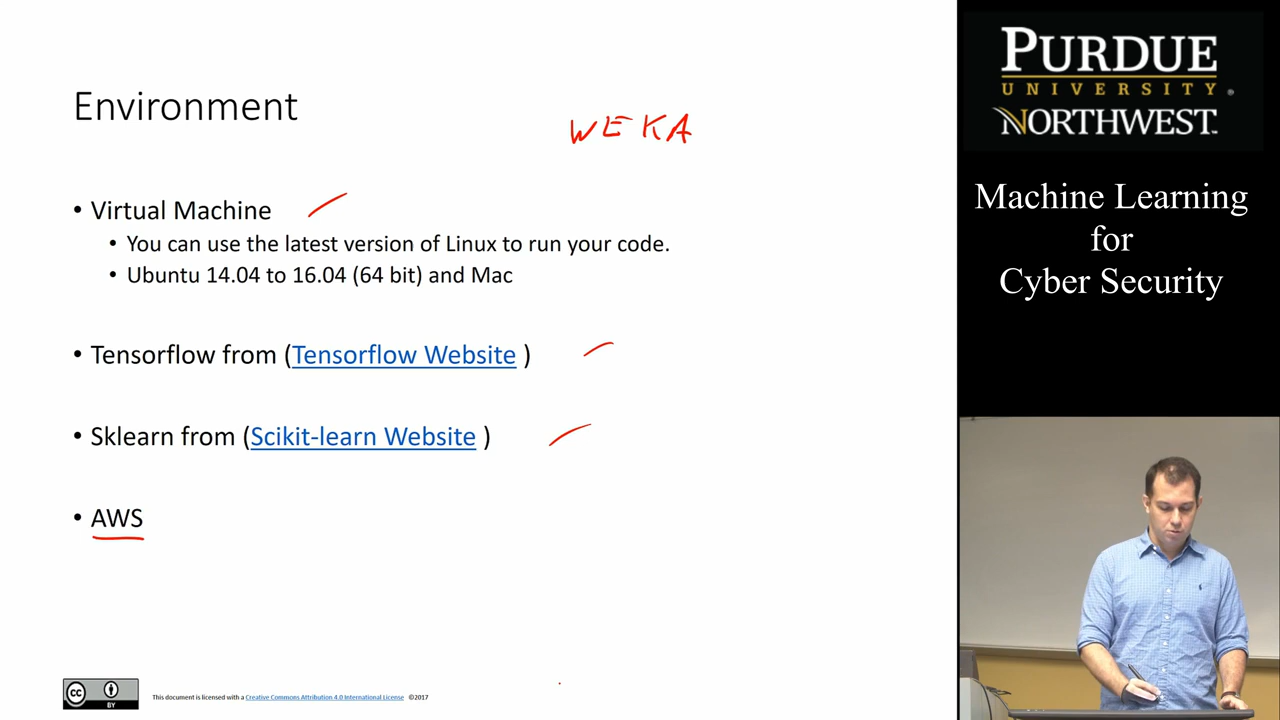 Environment
WEKA
• Virtual Machine
• You can use the latest version of Linux to run your code.
• Ubuntu 14.04 to 16.04 (64 bit) and Mac
• Tensorflow from (Tensorflow Website )
• Sklearn from (Scikit-learn Website )
• AWS
cc
BY
This document is licensed with a Creative Commons Attribution 4.0 International License ©2017
PURDUE
UNIVERSITY
NORTHWEST
Machine Learning
for
Cyber Security